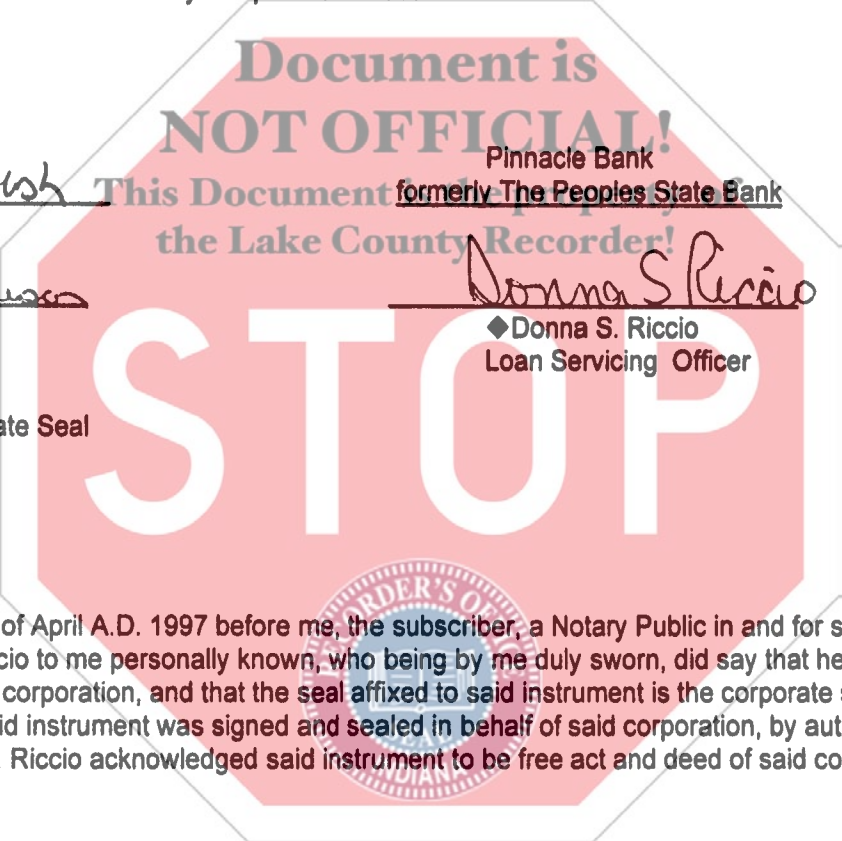 Document is
NOT OFFICIAL!
This Document is the property of
the Lake County Recorder!
Pinnacle Bank
formerly The Peoples State Bank
Donna S Riccio
◆Donna S. Riccio
Loan Servicing Officer
ate Seal
STOP
RECORDER'S OFFICE
INDIANA
of April A.D. 1997 before me, the subscriber, a Notary Public in and for s
cio to me personally known, who being by me duly sworn, did say that he
corporation, and that the seal affixed to said instrument is the corporate s
id instrument was signed and sealed in behalf of said corporation, by aut
. Riccio acknowledged said instrument to be free act and deed of said co